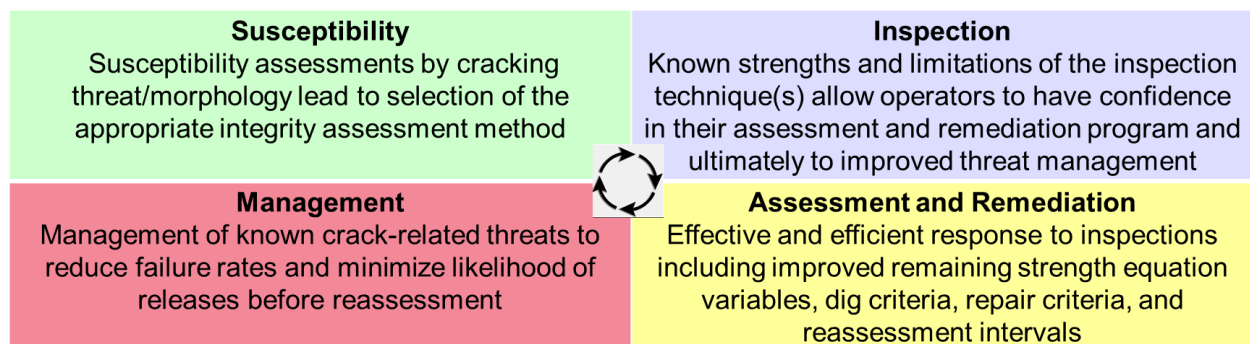 Susceptibility
Susceptibility assessments by cracking
threat/morphology lead to selection of the
appropriate integrity assessment method
Inspection
Known strengths and limitations of the inspection
technique(s) allow operators to have confidence
in their assessment and remediation program and
ultimately to improved threat management
Management
Management of known crack-related threats to
reduce failure rates and minimize likelihood of
releases before reassessment
Assessment and Remediation
Effective and efficient response to inspections
including improved remaining strength equation
variables, dig criteria, repair criteria, and
reassessment intervals